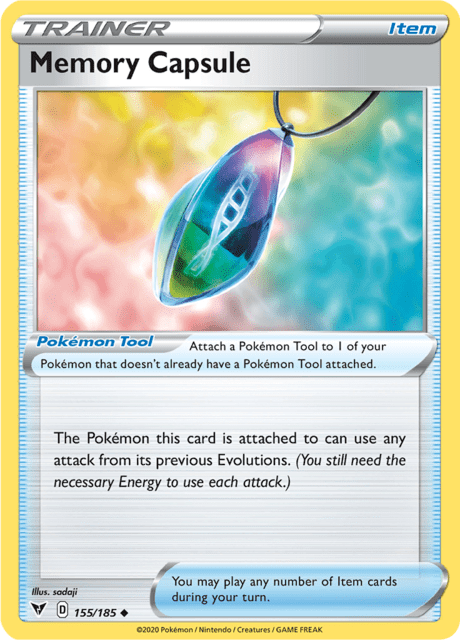 TRAINER
Item
Memory Capsule
Pokémon Tool
Attach a Pokémon Tool to 1 of your
Pokémon that doesn't already have a Pokémon Tool attached.
The Pokémon this card is attached to can use any
attack from its previous Evolutions. (You still need the
necessary Energy to use each attack.)
Illus. sadaji
You may play any number of Item cards
during your turn.
D 155/185
©2020 Pokémon / Nintendo / Creatures / GAME FREAK